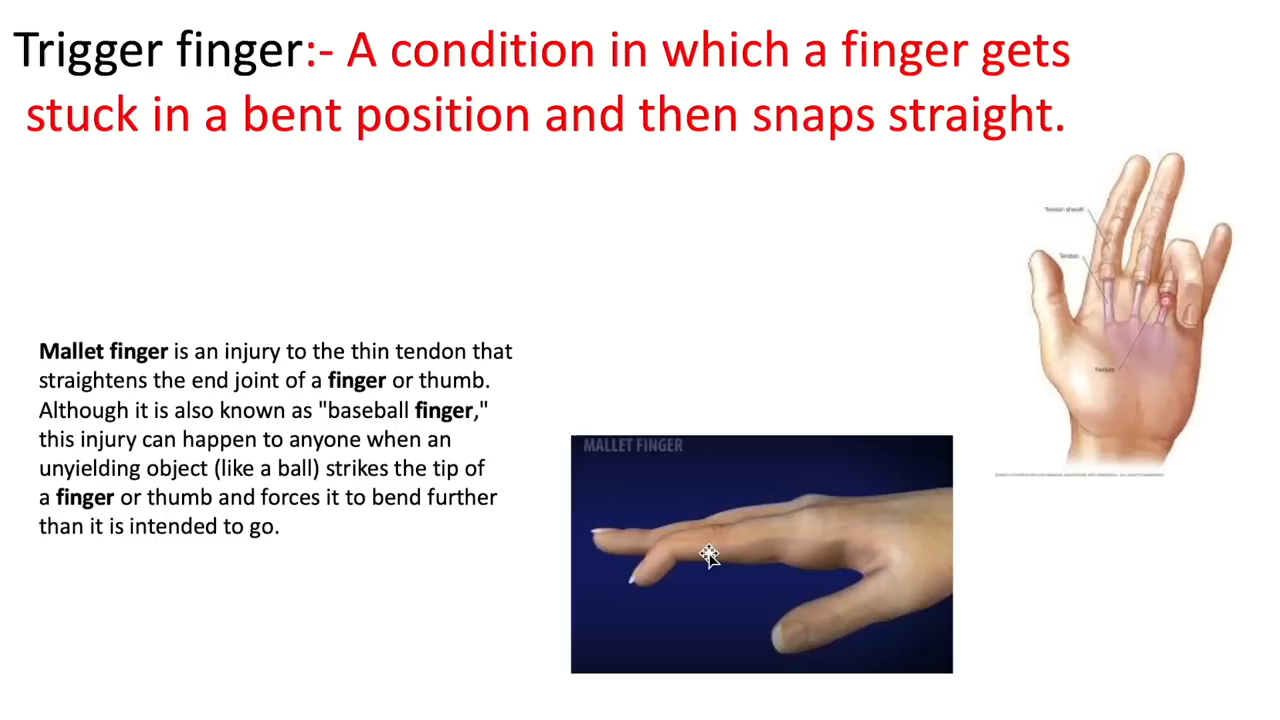 Trigger finger:- A condition in which a finger gets
stuck in a bent position and then snaps straight.
Tendon sheath
Tendon
Nodule
Mallet finger is an injury to the thin tendon that
straightens the end joint of a finger or thumb.
Although it is also known as "baseball finger,"
this injury can happen to anyone when an
unyielding object (like a ball) strikes the tip of
a finger or thumb and forces it to bend further
than it is intended to go.
MALLET FINGER